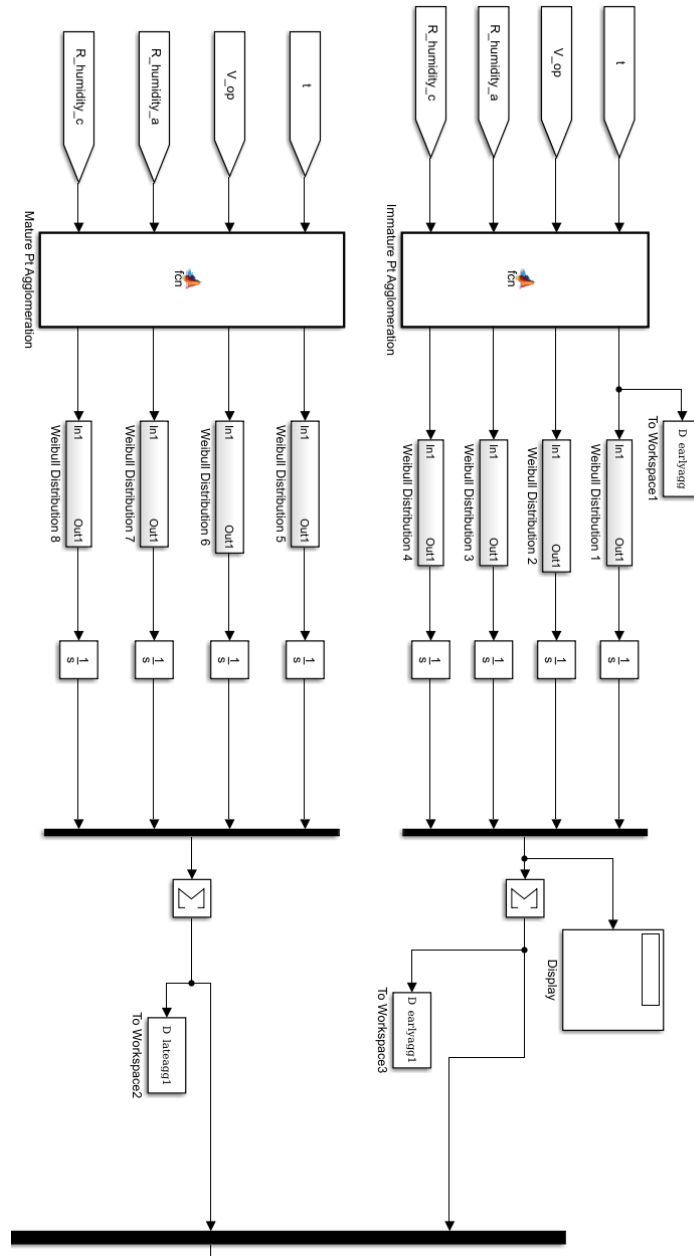 D earlyagg
To Workspace1
t
In1 Out1
Weibull Distribution 1
1
s
V_op
In1 Out1
Weibull Distribution 2
1
s
R_humidity_a
In1 Out1
Weibull Distribution 3
1
s
R_humidity_c
In1 Out1
Weibull Distribution 4
1
s
fcn
Immature Pt Agglomeration
Σ
Display
D earlyagg1
To Workspace3
t
In1 Out1
Weibull Distribution 5
1
s
V_op
In1 Out1
Weibull Distribution 6
1
s
R_humidity_a
In1 Out1
Weibull Distribution 7
1
s
R_humidity_c
In1 Out1
Weibull Distribution 8
1
s
fcn
Mature Pt Agglomeration
Σ
D lateagg1
To Workspace2